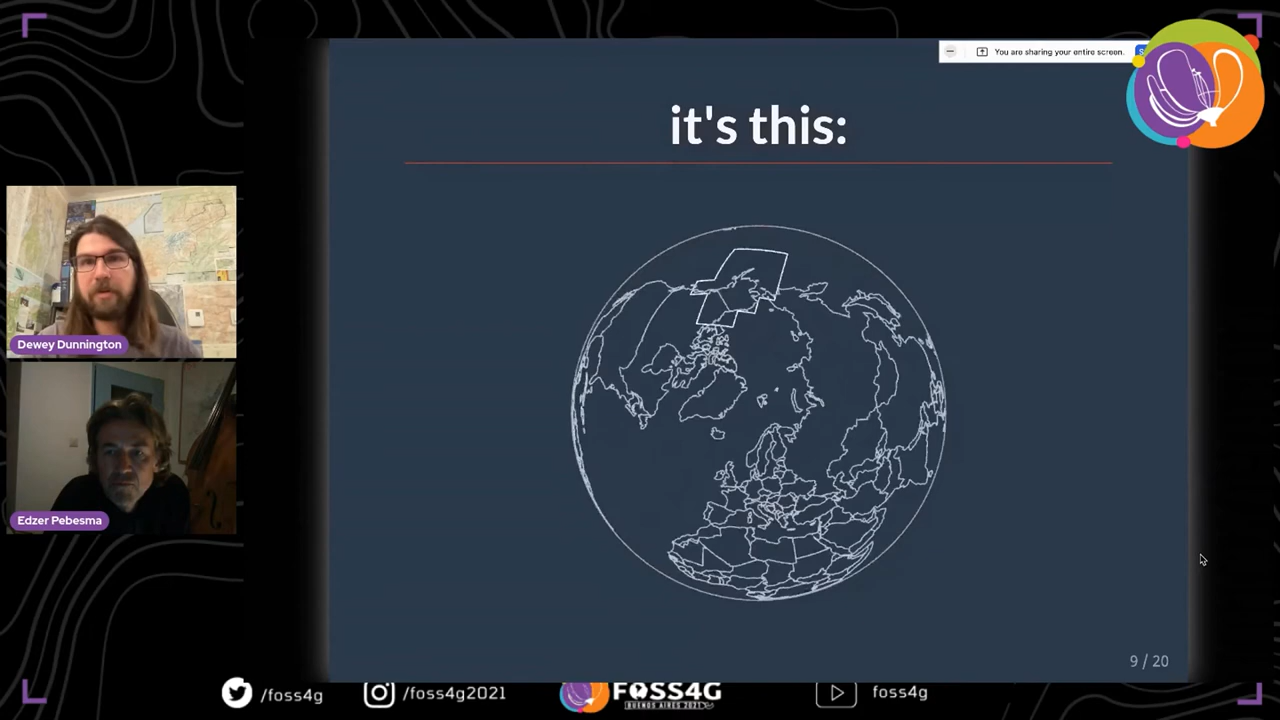 You are sharing your entire screen.
it's this:
Dewey Dunnington
Edzer Pebesma
9 / 20
/foss4g
/foss4g2021
FOSS4G
BUENOS AIRES 2021
foss4g